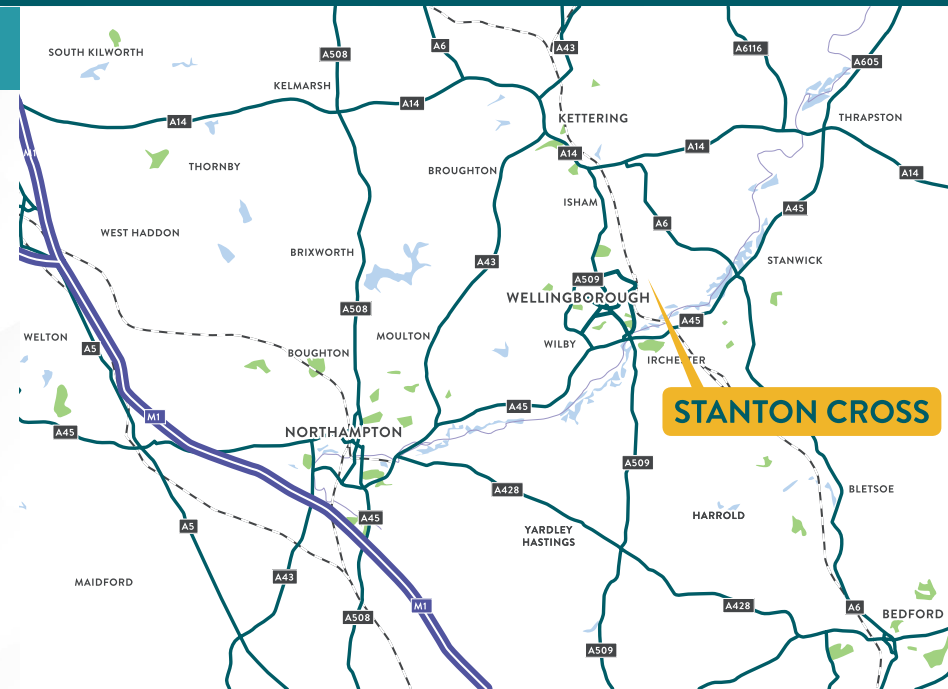 SOUTH KILWORTH
A508
A6
A43
A6116
A605
KELMARSH
A14
A14
KETTERING
THRAPSTON
M1
A14
A14
A14
THORNBY
BROUGHTON
ISHAM
A45
A6
WEST HADDON
BRIXWORTH
A43
STANWICK
A509
WELLINGBOROUGH
A508
A45
WELTON
A5
MOULTON
WILBY
BOUGHTON
IRCHESTER
M1
A45
STANTON CROSS
A45
NORTHAMPTON
A509
A428
BLETSOE
A5
A45
YARDLEY
HASTINGS
HARROLD
MAIDFORD
A43
M1
A428
A508
A6
BEDFORD
A509